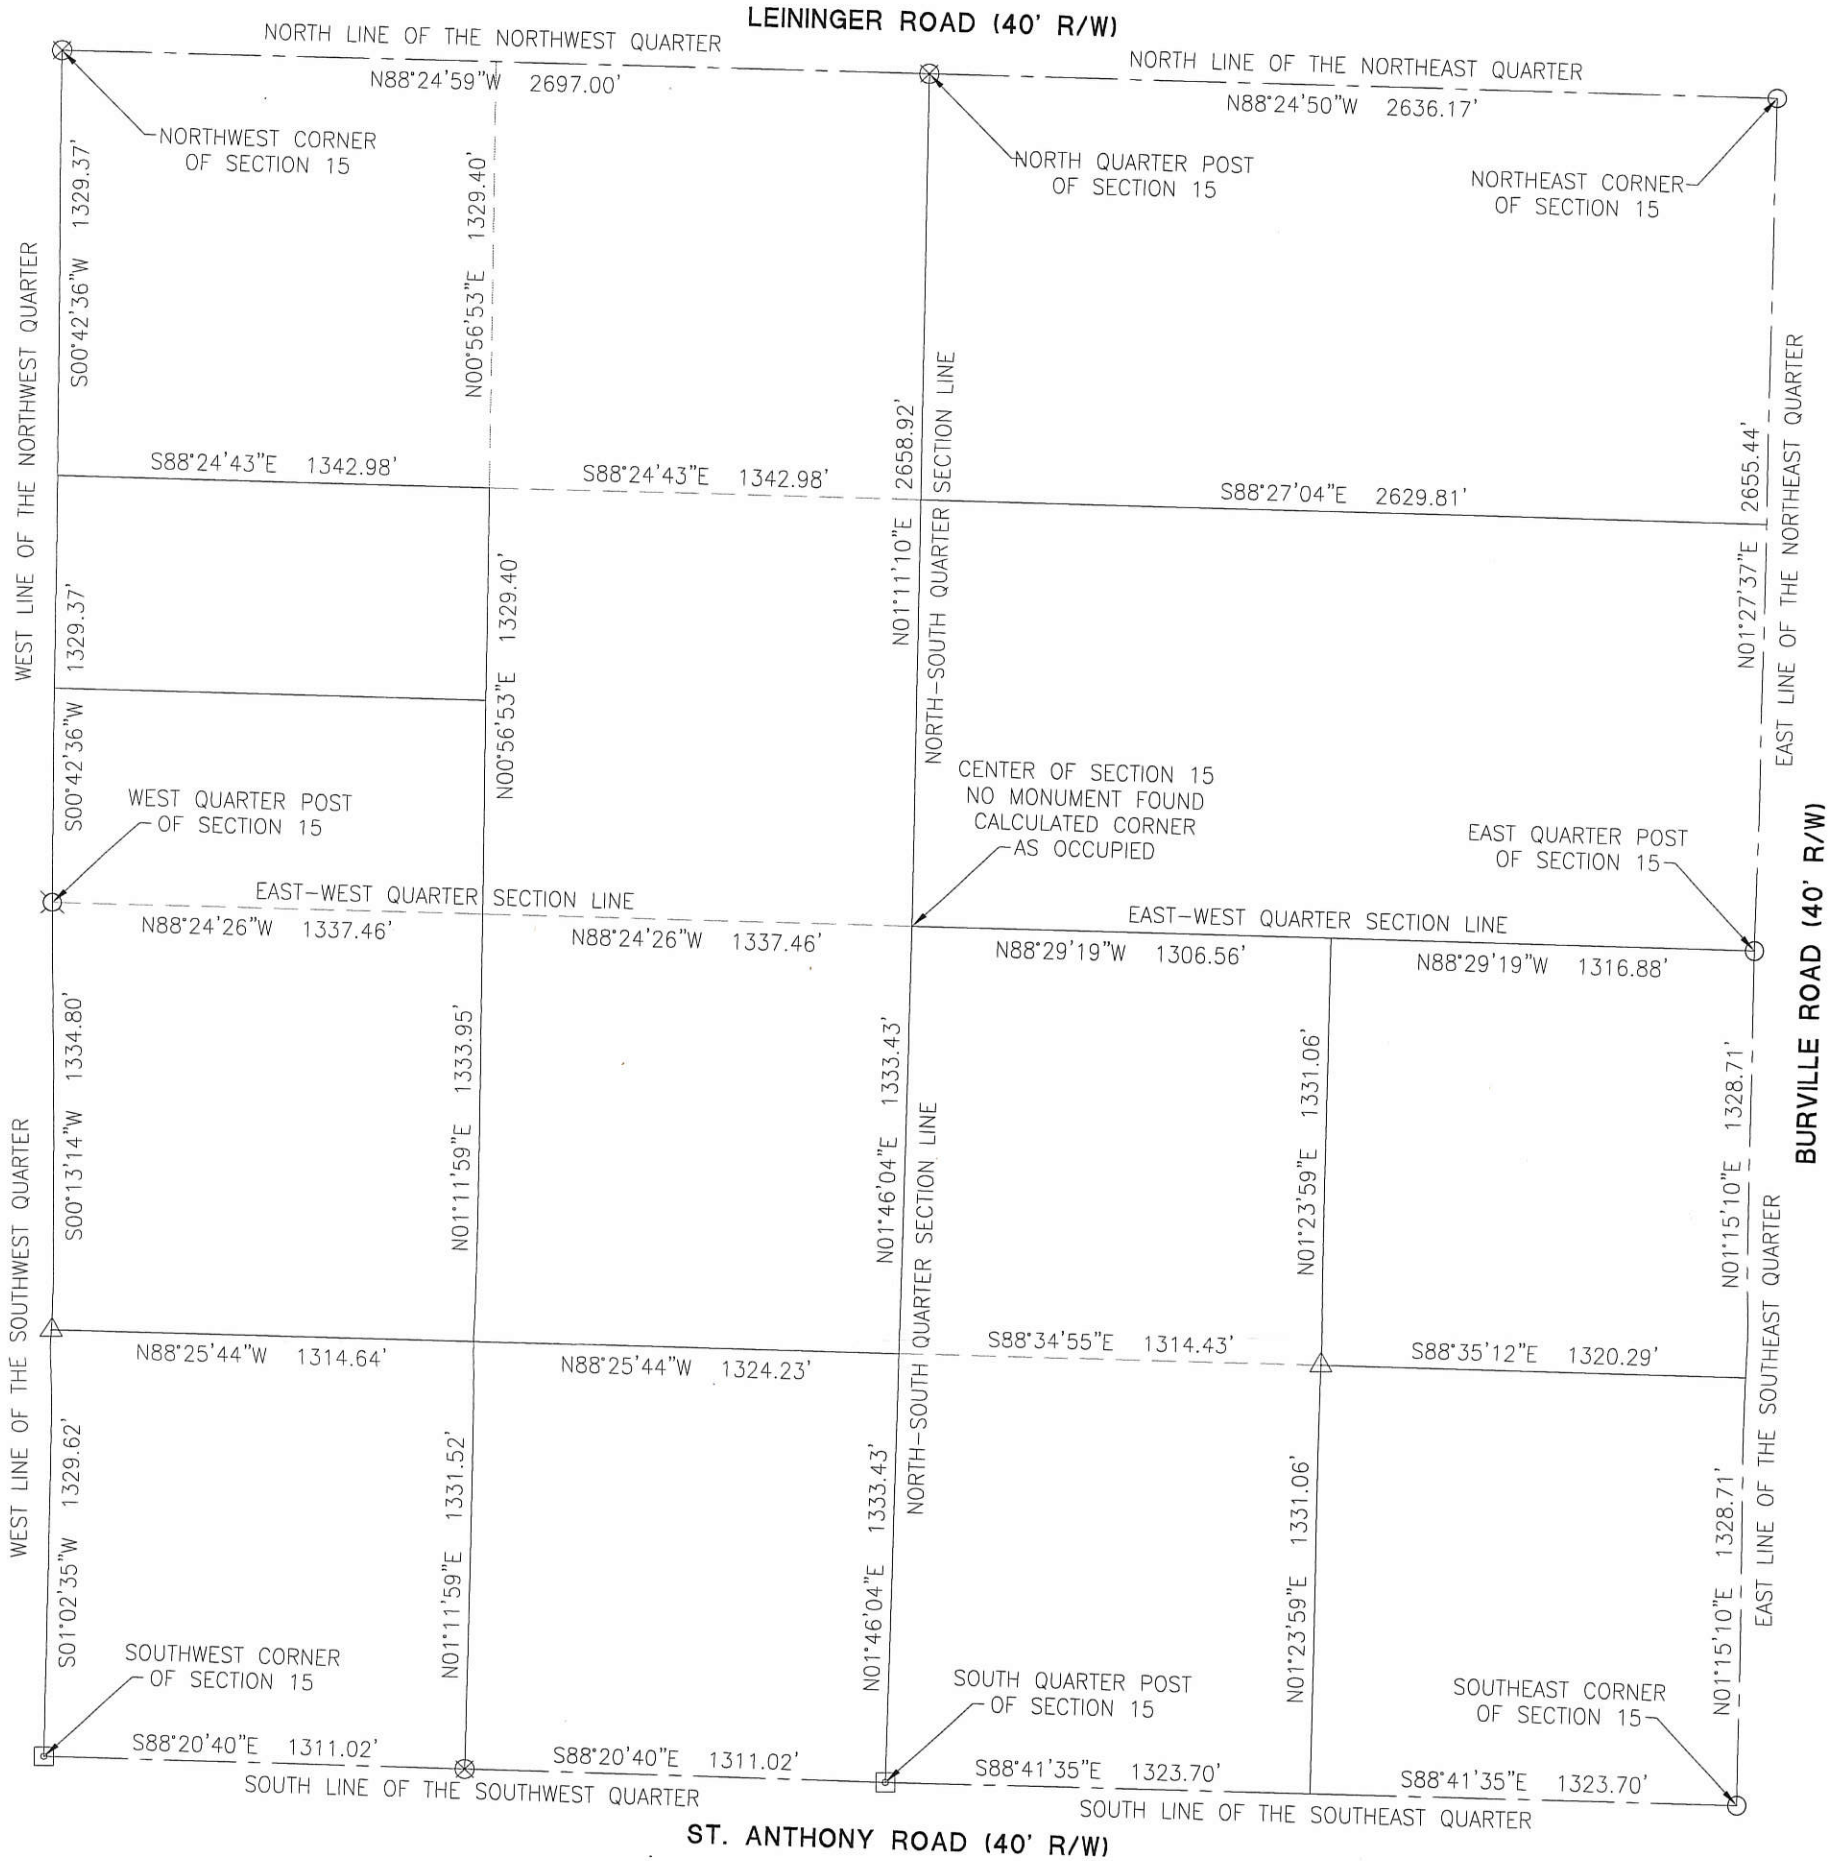 LEININGER ROAD (40' R/W)
NORTH LINE OF THE NORTHWEST QUARTER
N88°24'59"W 2697.00'
NORTH LINE OF THE NORTHEAST QUARTER
N88°24'50"W 2636.17'
NORTHWEST CORNER
OF SECTION 15
NORTH QUARTER POST
OF SECTION 15
NORTHEAST CORNER
OF SECTION 15
WEST LINE OF THE NORTHWEST QUARTER
S00°42'36"W 1329.37'
N00°56'53"E 1329.40'
N01°11'10"E 2658.92'
NORTH-SOUTH QUARTER SECTION LINE
N01°27'37"E 2655.44'
EAST LINE OF THE NORTHEAST QUARTER
S88°24'43"E 1342.98'
S88°24'43"E 1342.98'
S88°27'04"E 2629.81'
S00°42'36"W 1329.37'
N00°56'53"E 1329.40'
WEST QUARTER POST
OF SECTION 15
CENTER OF SECTION 15
NO MONUMENT FOUND
CALCULATED CORNER
AS OCCUPIED
EAST QUARTER POST
OF SECTION 15
BURVILLE ROAD (40' R/W)
EAST-WEST QUARTER SECTION LINE
N88°24'26"W 1337.46'
N88°24'26"W 1337.46'
EAST-WEST QUARTER SECTION LINE
N88°29'19"W 1306.56'
N88°29'19"W 1316.88'
WEST LINE OF THE SOUTHWEST QUARTER
S00°13'14"W 1334.80'
N01°11'59"E 1333.95'
N01°46'04"E 1333.43'
NORTH-SOUTH QUARTER SECTION LINE
N01°23'59"E 1331.06'
N01°15'10"E 1328.71'
EAST LINE OF THE SOUTHEAST QUARTER
N88°25'44"W 1314.64'
N88°25'44"W 1324.23'
S88°34'55"E 1314.43'
S88°35'12"E 1320.29'
S01°02'35"W 1329.62'
N01°11'59"E 1331.52'
N01°46'04"E 1333.43'
N01°23'59"E 1331.06'
N01°15'10"E 1328.71'
SOUTHWEST CORNER
OF SECTION 15
SOUTH QUARTER POST
OF SECTION 15
SOUTHEAST CORNER
OF SECTION 15
S88°20'40"E 1311.02'
S88°20'40"E 1311.02'
SOUTH LINE OF THE SOUTHWEST QUARTER
S88°41'35"E 1323.70'
S88°41'35"E 1323.70'
SOUTH LINE OF THE SOUTHEAST QUARTER
ST. ANTHONY ROAD (40' R/W)